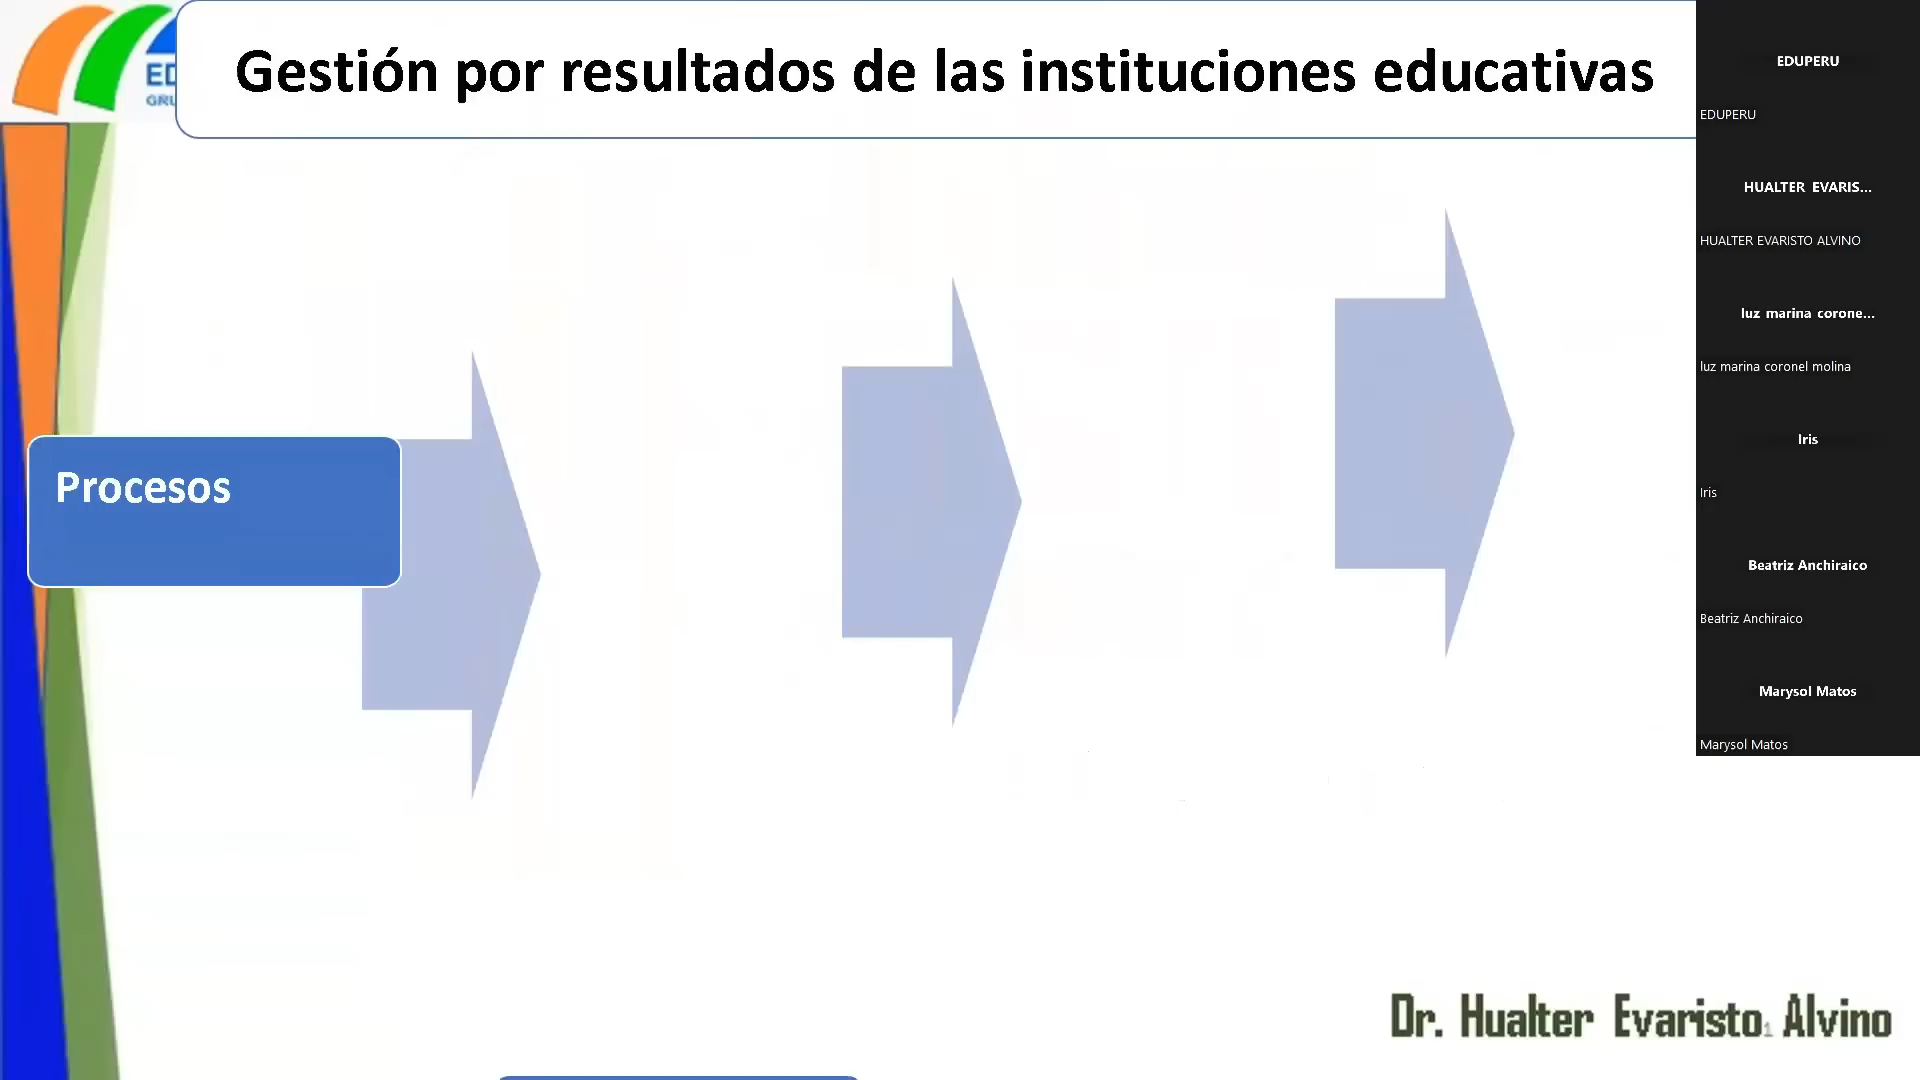 Gestión por resultados de las instituciones educativas
Procesos
EDUPERU
EDUPERU
HUALTER EVARIS...
HUALTER EVARISTO ALVINO
luz marina corone...
luz marina coronel molina
Iris
Iris
Beatriz Anchiraico
Beatriz Anchiraico
Marysol Matos
Marysol Matos
Dr. Hualter Evaristo Alvino